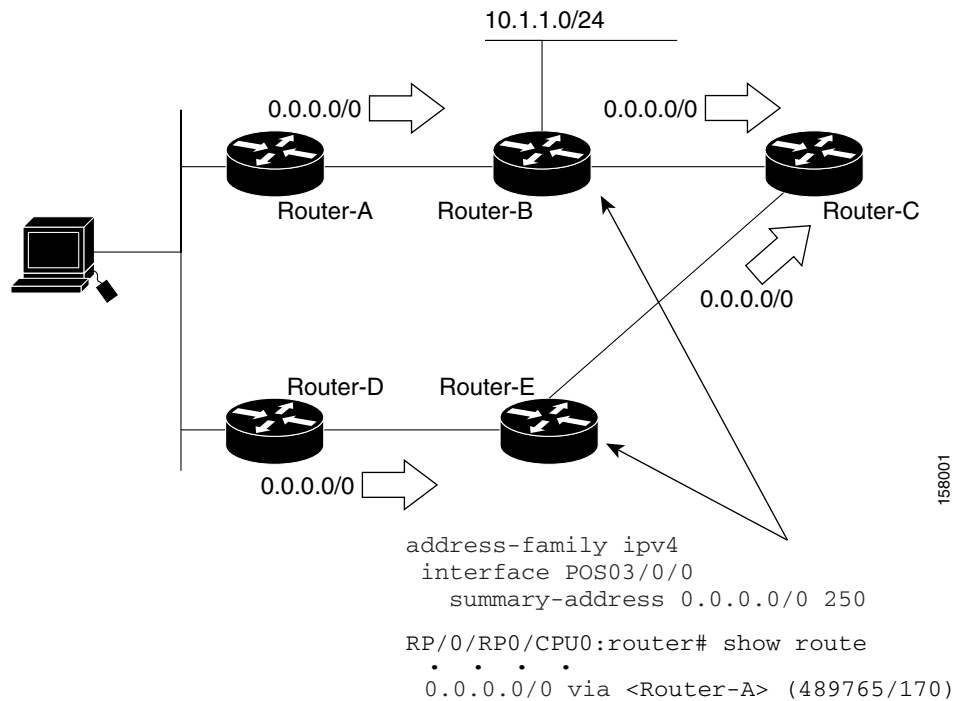 10.1.1.0/24
0.0.0.0/0
0.0.0.0/0
Router-A
Router-B
Router-C
0.0.0.0/0
Router-D
Router-E
0.0.0.0/0
158001
address-family ipv4
interface POS03/0/0
summary-address 0.0.0.0/0 250
RP/0/RP0/CPU0:router# show route
. . . .
0.0.0.0/0 via <Router-A> (489765/170)